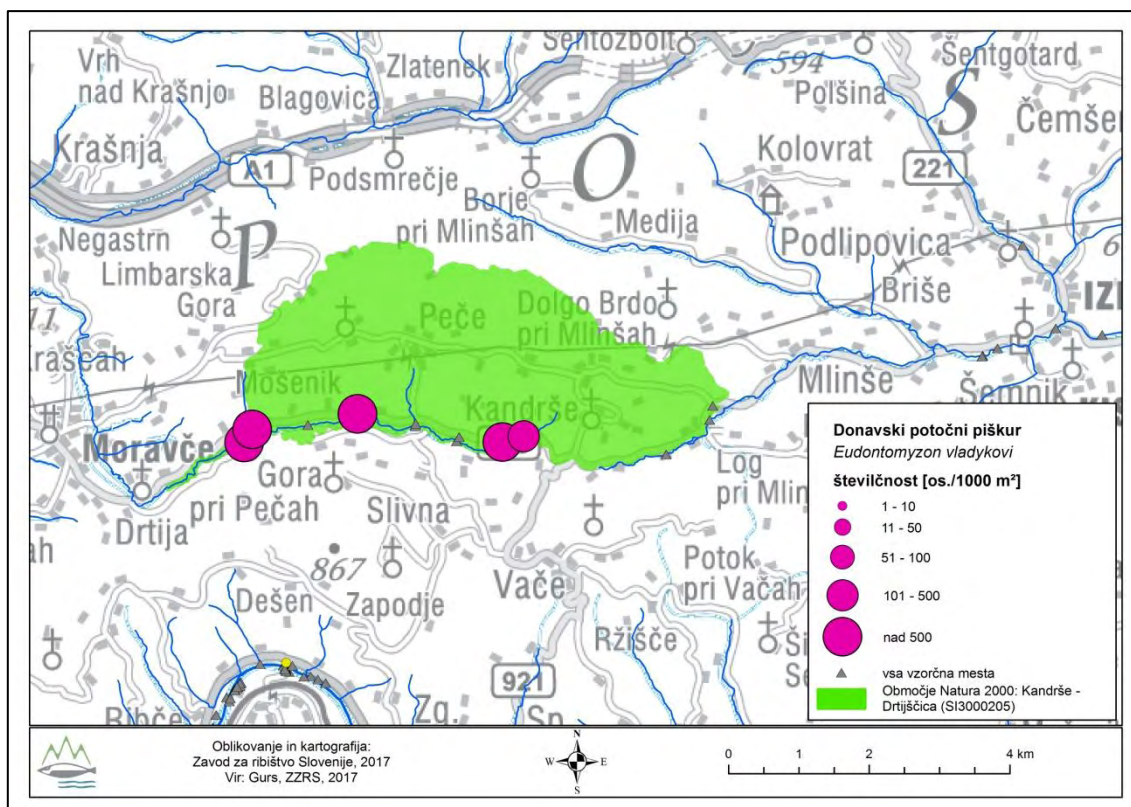 Šentožbolt
Vrh
nad Krašnjo
Zlatenek
594
Šentgotard
Polšina
Blagovica
Čemšen
S
Krašnja
A1
Podsmrečje
O
Kolovrat
221
Borje
pri Mlinšah
Medija
Negastrn
P
Podlipovica
Limbarska
Gora
Briše
IZ
Peče
Dolgo Brdo
pri Mlinšah
Mlinše
Mošenik
Šemnik
Kandrše
Moravče
Gora
pri Pečah
Log
pri Mlin
Drtija
Slivna
Vače
Potok
pri Vačah
867
Zapodje
Dešen
Ržišče
921
Ribče
Zg.
Sp.
Donavski potočni piškur
Eudontomyzon vladykovi
številčnost [os./1000 m²]
1 - 10
11 - 50
51 - 100
101 - 500
nad 500
vsa vzorčna mesta
Območje Natura 2000: Kandrše -
Drtijščica (SI3000205)
Oblikovanje in kartografija:
Zavod za ribištvo Slovenije, 2017
Vir: Gurs, ZZRS, 2017
N
W
E
S
0 1 2 4 km